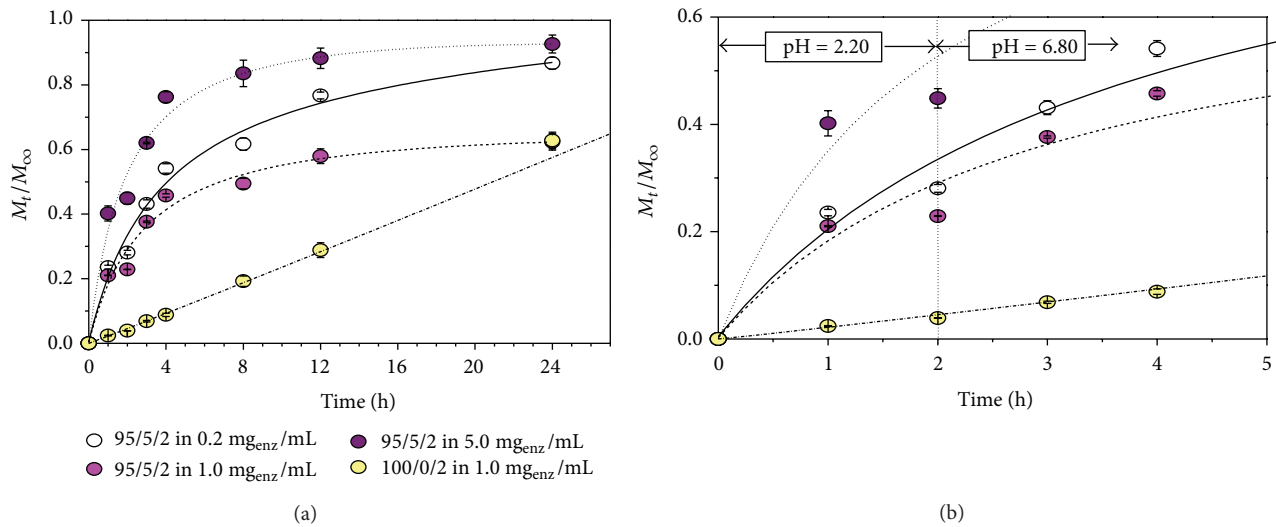 (a)
M_t/M_∞
1.0
0.8
0.6
0.4
0.2
0.0
0 4 8 12 16 20 24
Time (h)
95/5/2 in 0.2 mg_enz/mL
95/5/2 in 1.0 mg_enz/mL
95/5/2 in 5.0 mg_enz/mL
100/0/2 in 1.0 mg_enz/mL
(a)
(b)
M_t/M_∞
0.6
0.4
0.2
0.0
pH = 2.20
pH = 6.80
0 1 2 3 4 5
Time (h)
(b)